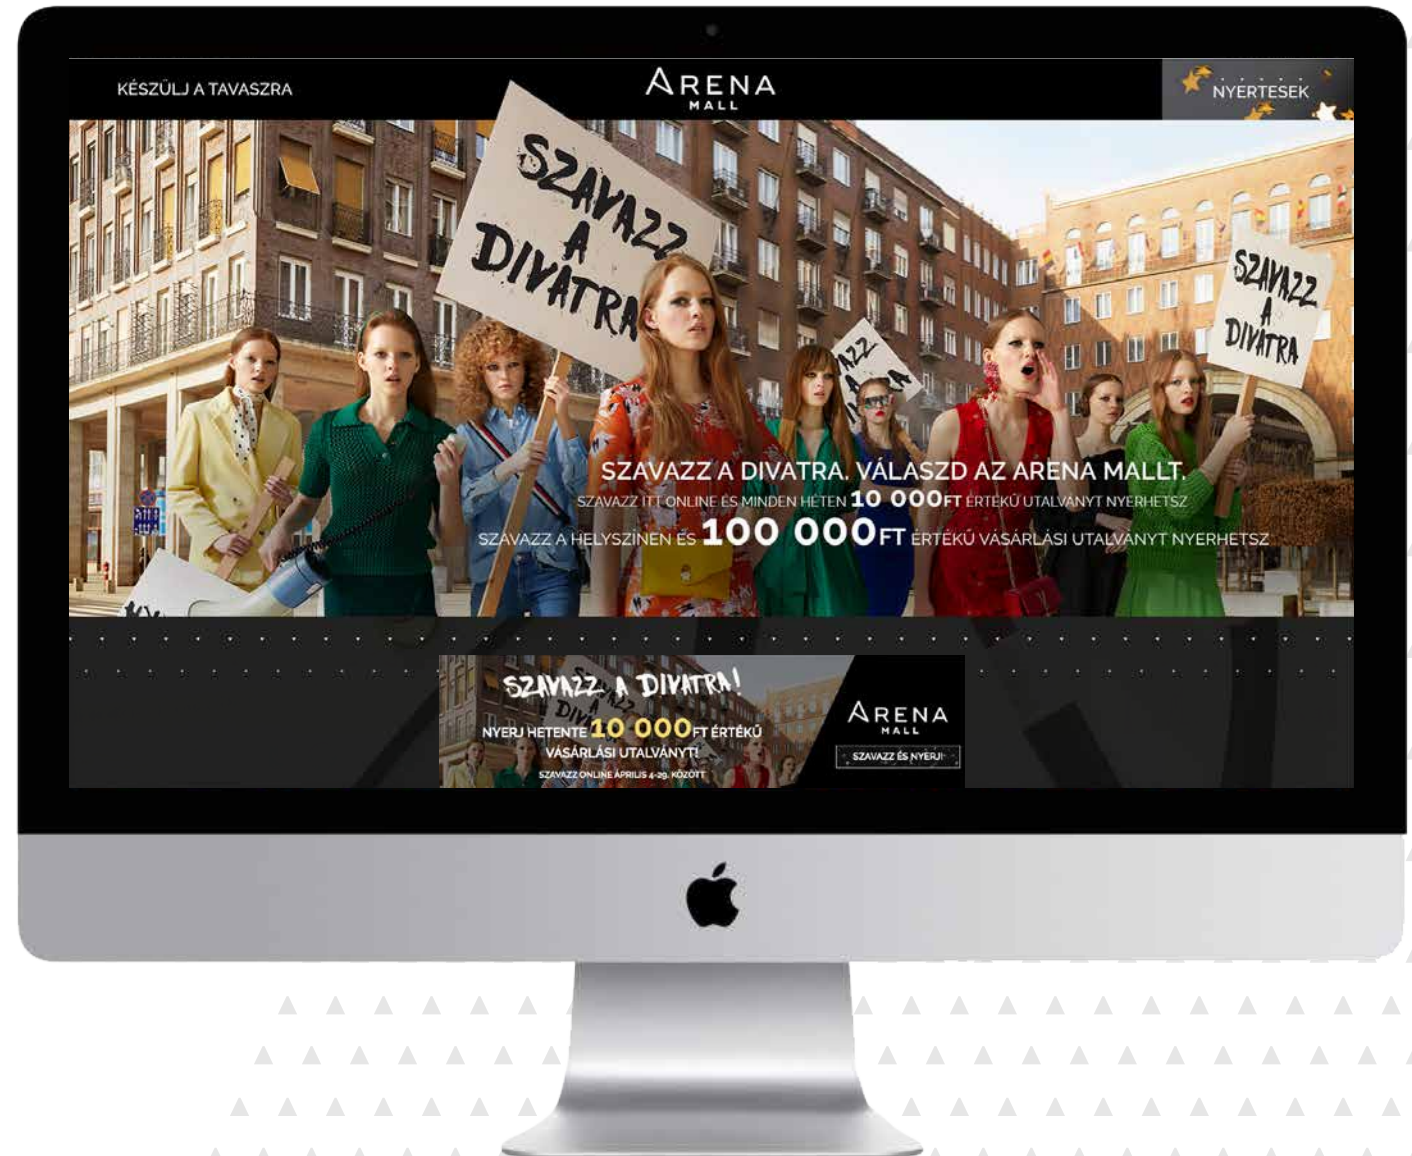 KÉSZÜLJ A TAVASZRA
ARENA
MALL
NYERTESEK
SZAVAZZ
A
DIVATRA
SZAVAZZ
A
DIVATRA
SZAVAZZ A DIVATRA. VÁLASZD AZ ARENA MALLT.
SZAVAZZ ITT ONLINE ÉS MINDEN HÉTEN 10 000FT ÉRTÉKŰ UTALVÁNYT NYERHETSZ
SZAVAZZ A HELYSZÍNEN ÉS 100 000FT ÉRTÉKŰ VÁSÁRLÁSI UTALVÁNYT NYERHETSZ
SZAVAZZ A DIVATRA!
NYERJ HETENTE 10 000FT ÉRTÉKŰ
VÁSÁRLÁSI UTALVÁNYT!
SZAVAZZ ONLINE ÁPRILIS 4-29. KÖZÖTT
ARENA
MALL
SZAVAZZ ÉS NYERJ!